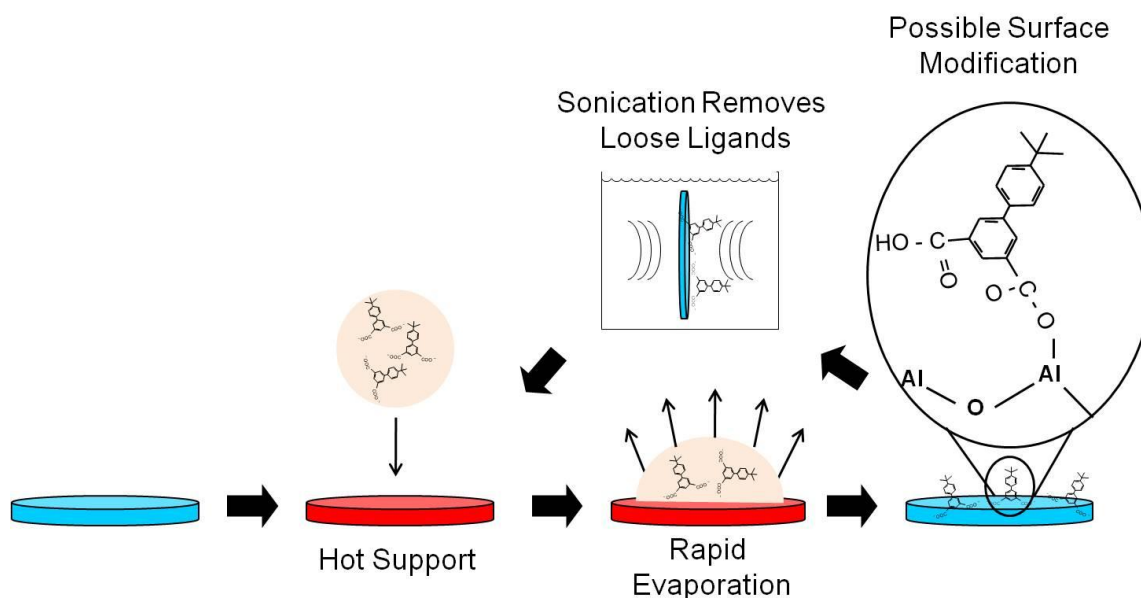 Possible Surface
Modification
Sonication Removes
Loose Ligands
HO
C
O
C
O
O
Al
O
Al
Hot Support
Rapid
Evaporation